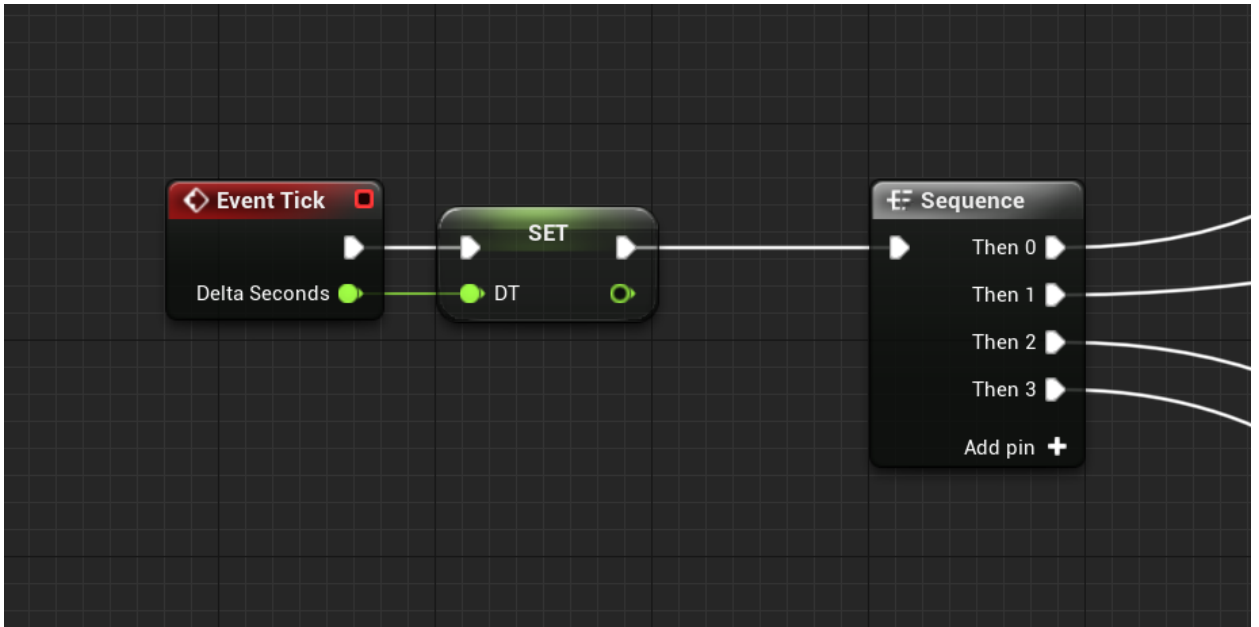 Event Tick
Delta Seconds
SET
DT
Sequence
Then 0
Then 1
Then 2
Then 3
Add pin